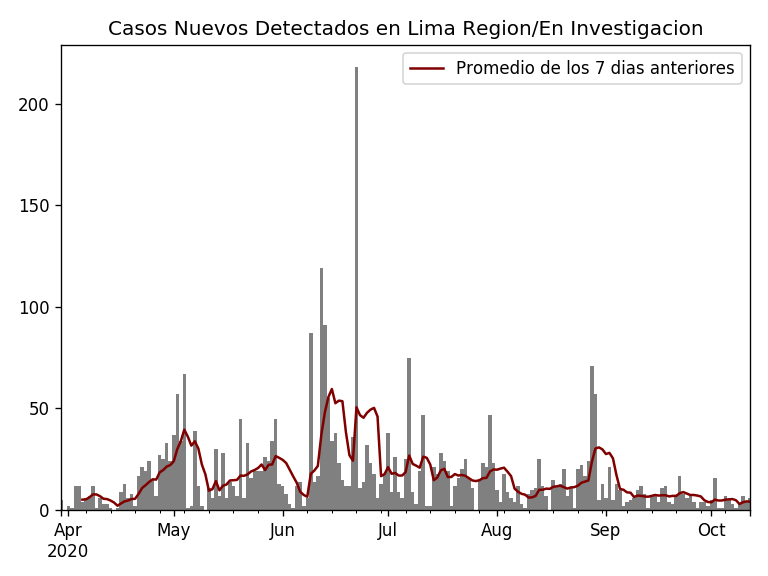 Casos Nuevos Detectados en Lima Region/En Investigacion
Promedio de los 7 dias anteriores
200
150
100
50
0
Apr May Jun Jul Aug Sep Oct
2020